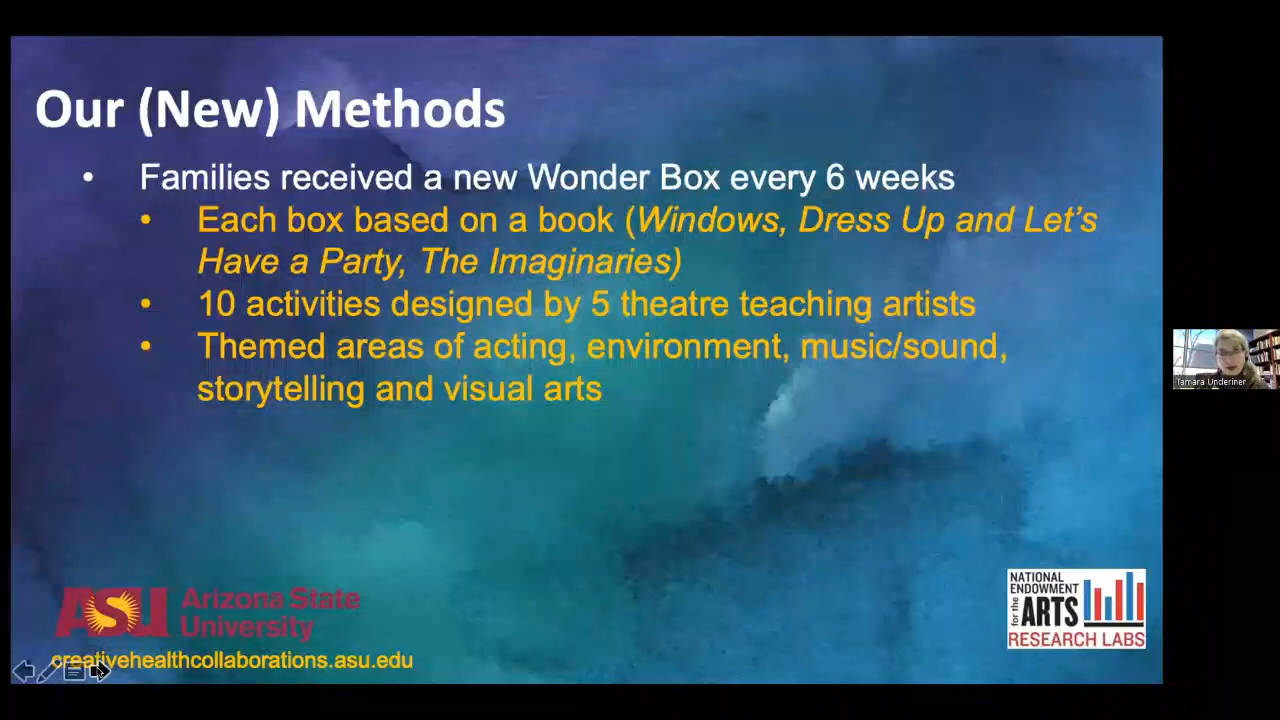 Our (New) Methods
• Families received a new Wonder Box every 6 weeks
• Each box based on a book (Windows, Dress Up and Let's
Have a Party, The Imaginaries)
• 10 activities designed by 5 theatre teaching artists
• Themed areas of acting, environment, music/sound,
storytelling and visual arts
Tamara Underiner
ASU Arizona State
University
creativehealthcollaborations.asu.edu
NATIONAL
ENDOWMENT
for the ARTS
RESEARCH LABS